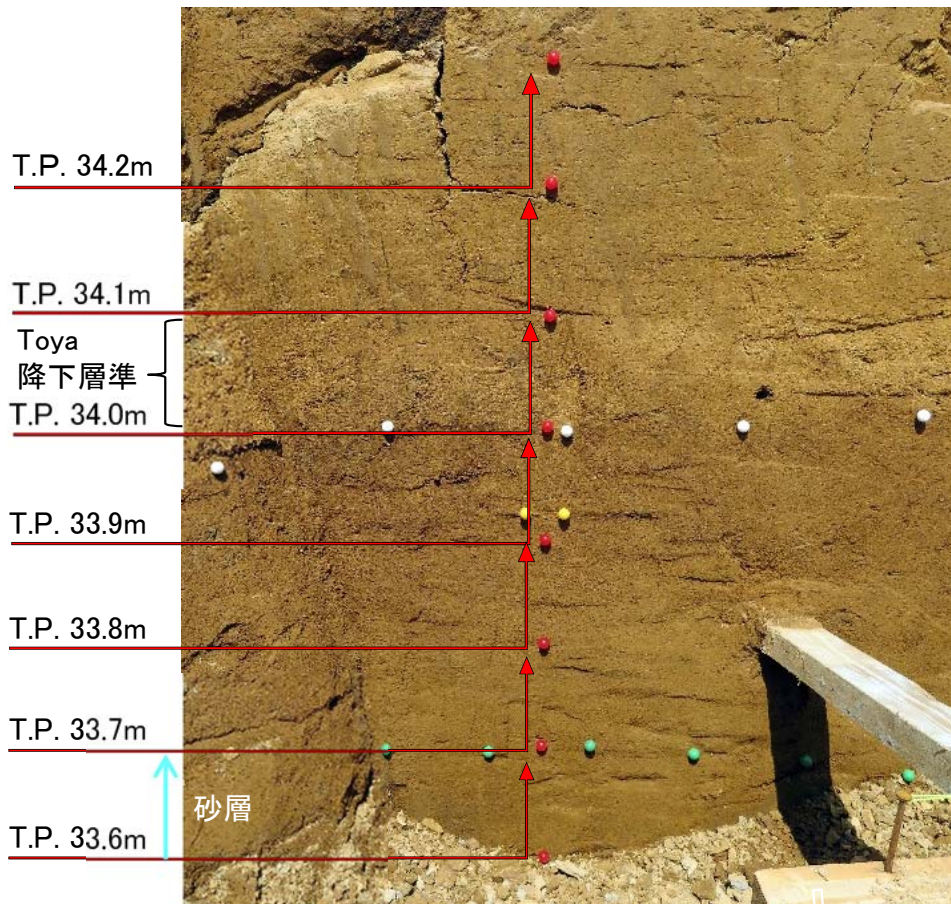 T.P. 34.2m
T.P. 34.1m
Toya
降下層準
T.P. 34.0m
T.P. 33.9m
T.P. 33.8m
T.P. 33.7m
砂層
T.P. 33.6m